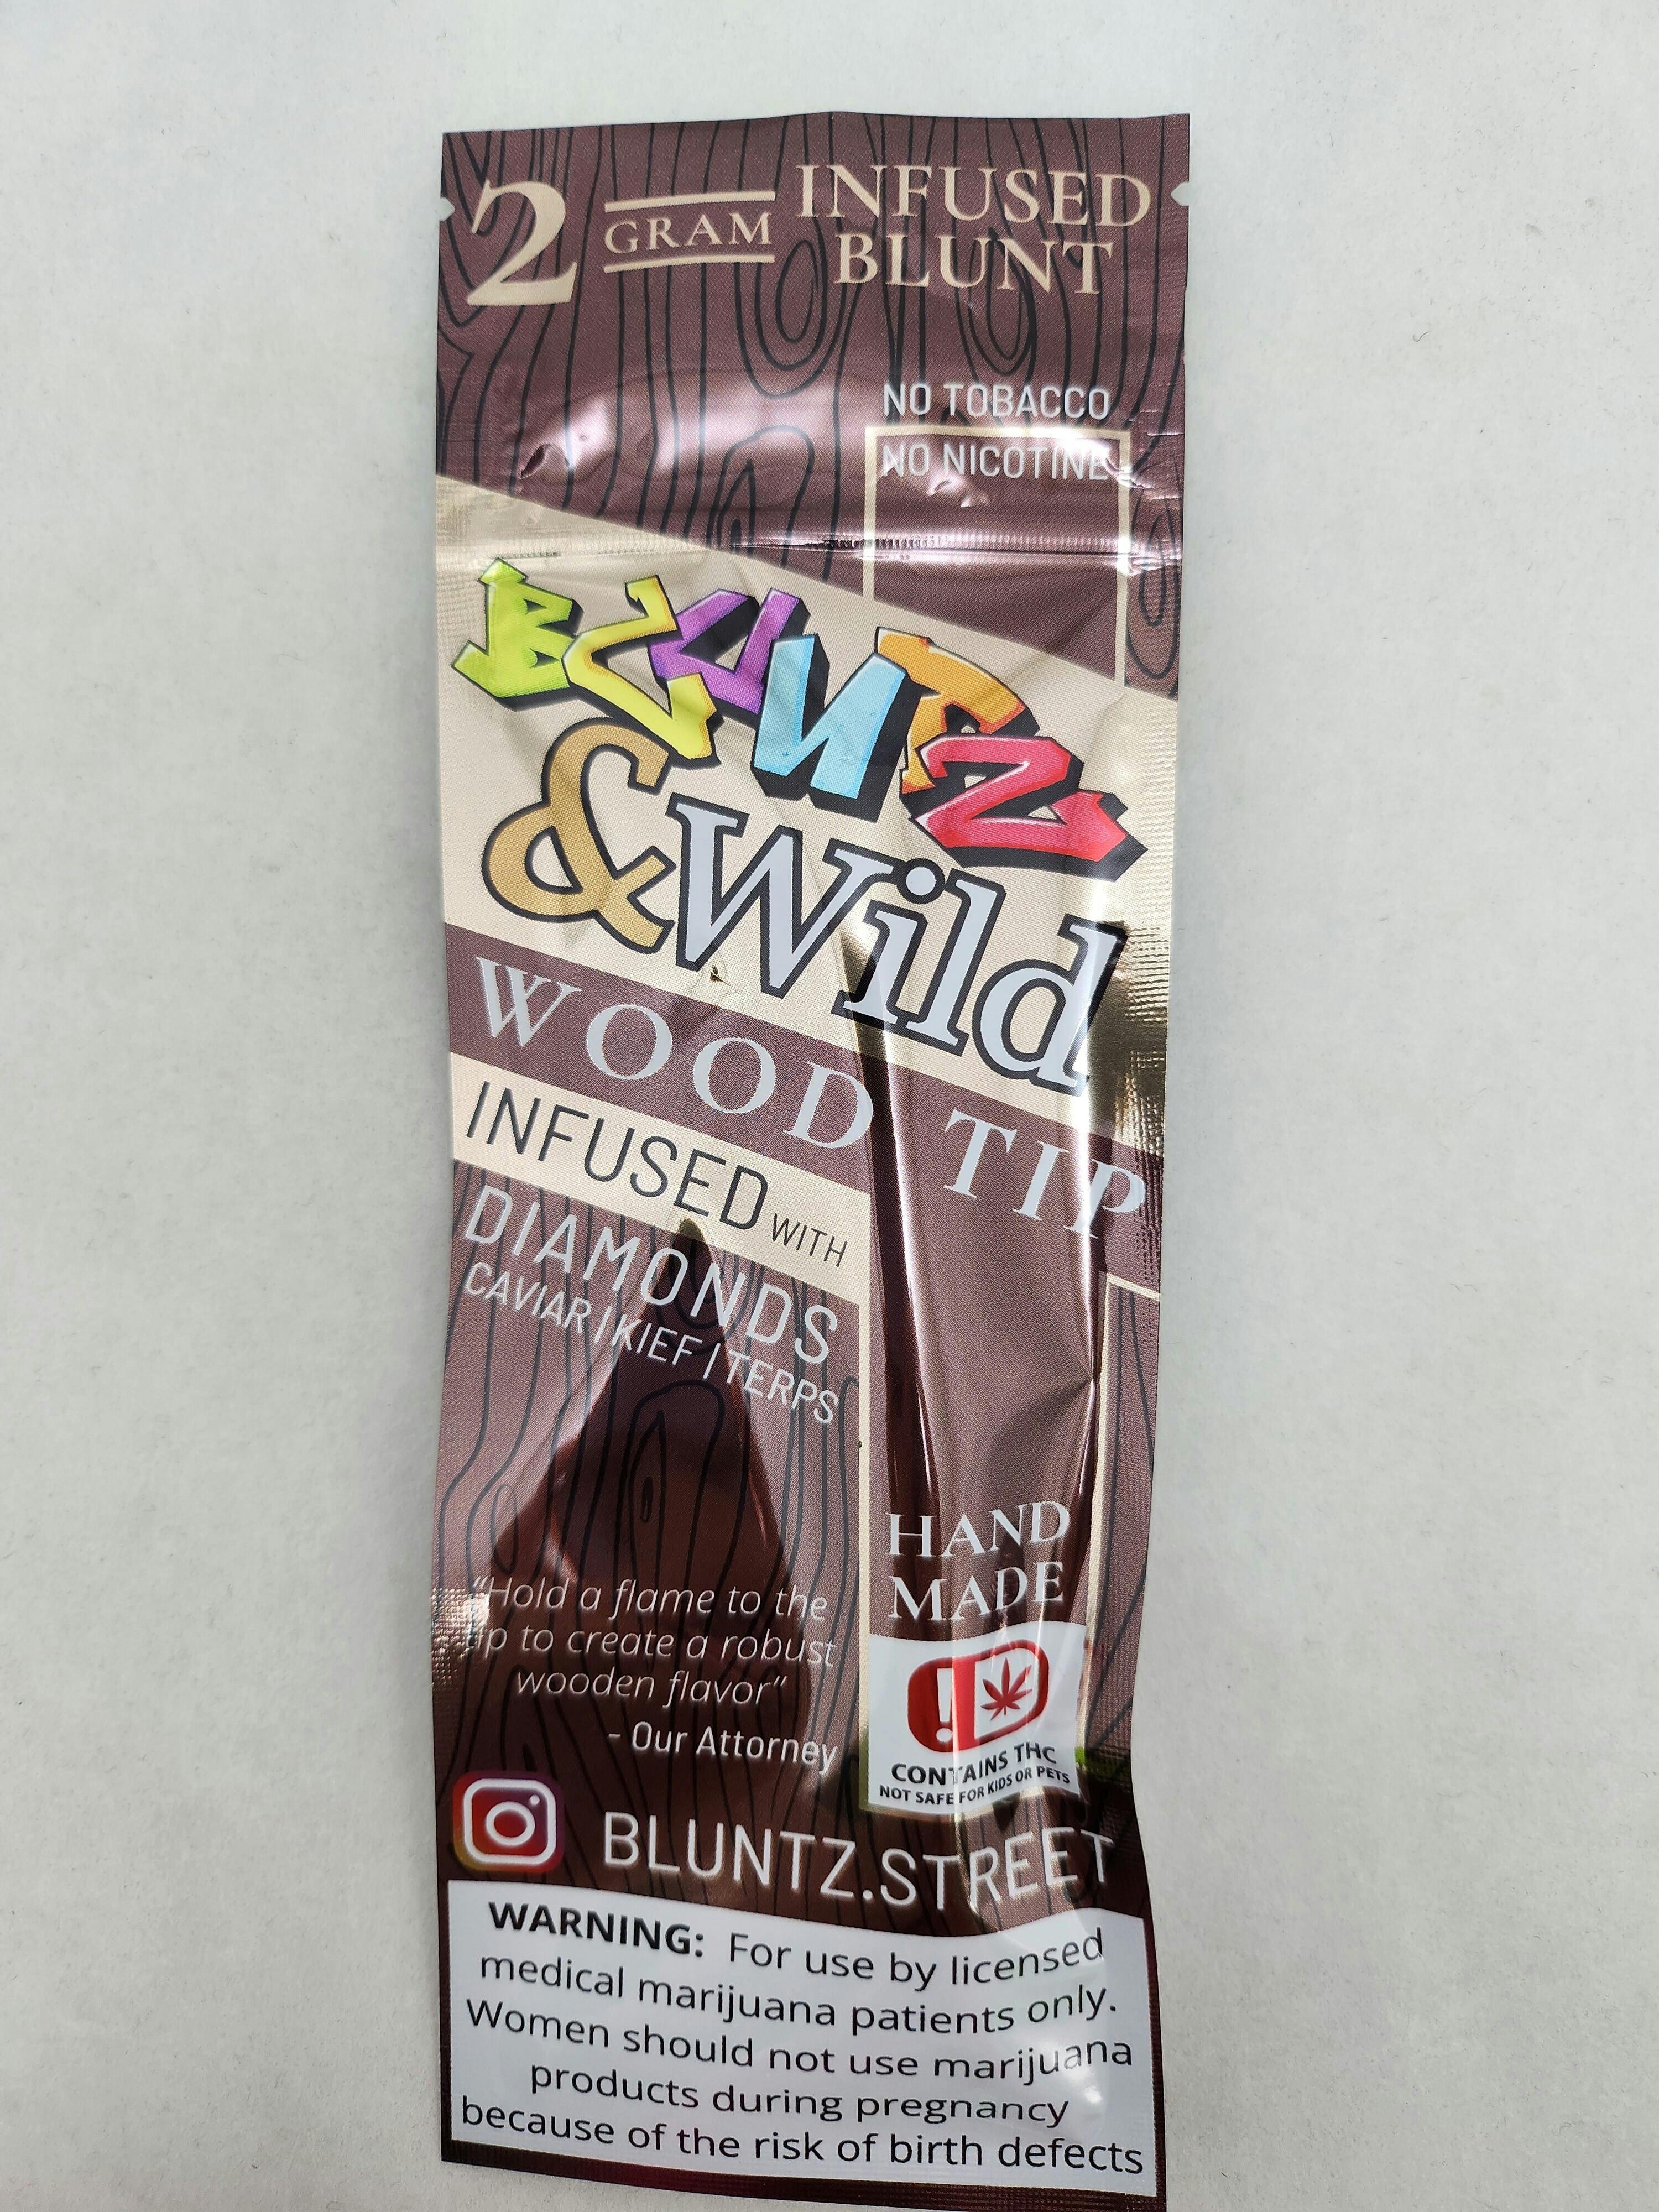 2 GRAM INFUSED
BLUNT
NO TOBACCO
NO NICOTINE
BLUNTZ
& Wild
WOOD TIP
INFUSED WITH
DIAMONDS
CAVIAR | KIEF | TERPS
HAND
MADE
"Hold a flame to the
tip to create a robust
wooden flavor"
- Our Attorney
!
CONTAINS THC
NOT SAFE FOR KIDS OR PETS
BLUNTZ.STREET
WARNING: For use by licensed
medical marijuana patients only.
Women should not use marijuana
products during pregnancy
because of the risk of birth defects